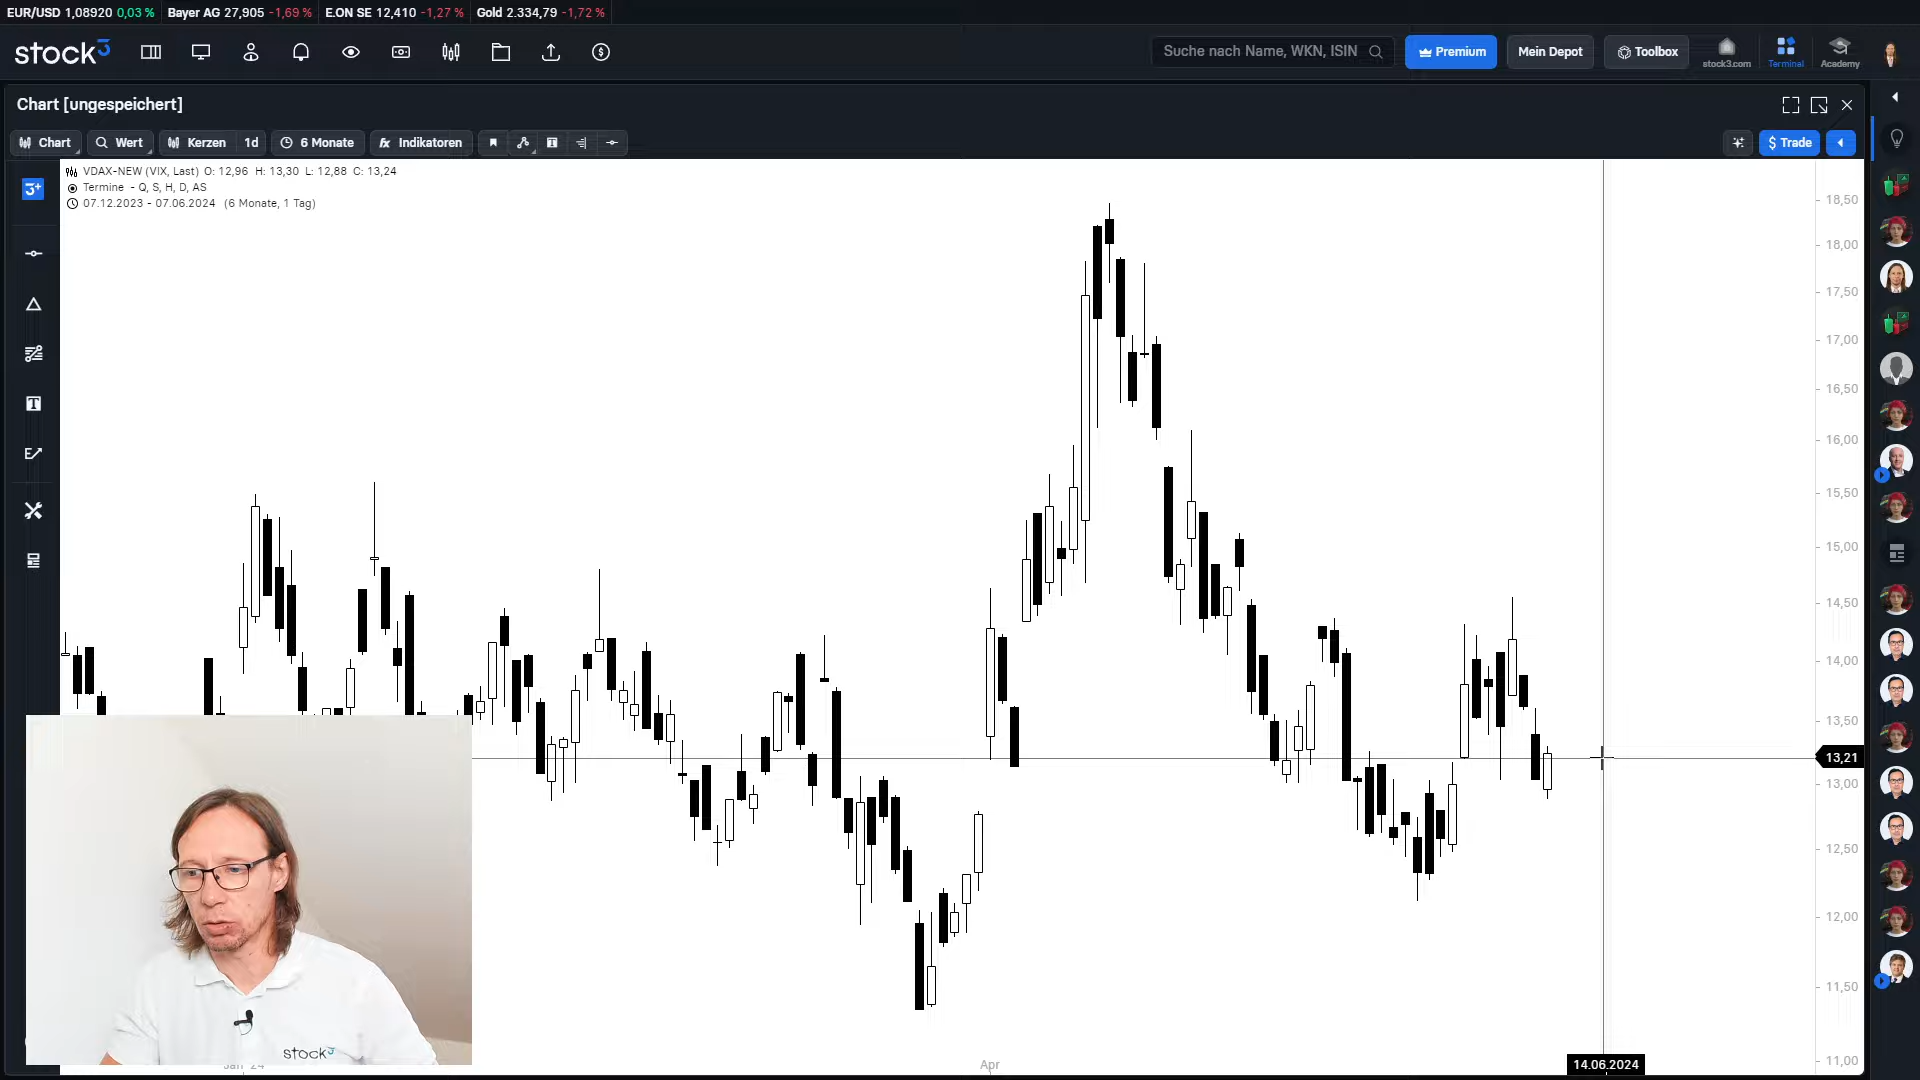 EUR/USD 1,08920 0,03 % Bayer AG 27,905 -1,69 % E.ON SE 12,410 -1,27 % Gold 2.334,79 -1,72 %
stock3 Suche nach Name, WKN, ISIN Premium Mein Depot Toolbox stock3.com Terminal Academy
Chart [ungespeichert]
Chart Wert Kerzen 1d 6 Monate fx Indikatoren $ Trade
VDAX-NEW (VIX, Last) O: 12,96 H: 13,30 L: 12,88 C: 13,24
Termine - Q, S, H, D, AS
07.12.2023 - 07.06.2024 (6 Monate, 1 Tag)
3+
T
18,50
18,00
17,50
17,00
16,50
16,00
15,50
15,00
14,50
14,00
13,50
13,21
13,00
12,50
12,00
11,50
11,00
stock3
Jan '24 Apr 14.06.2024